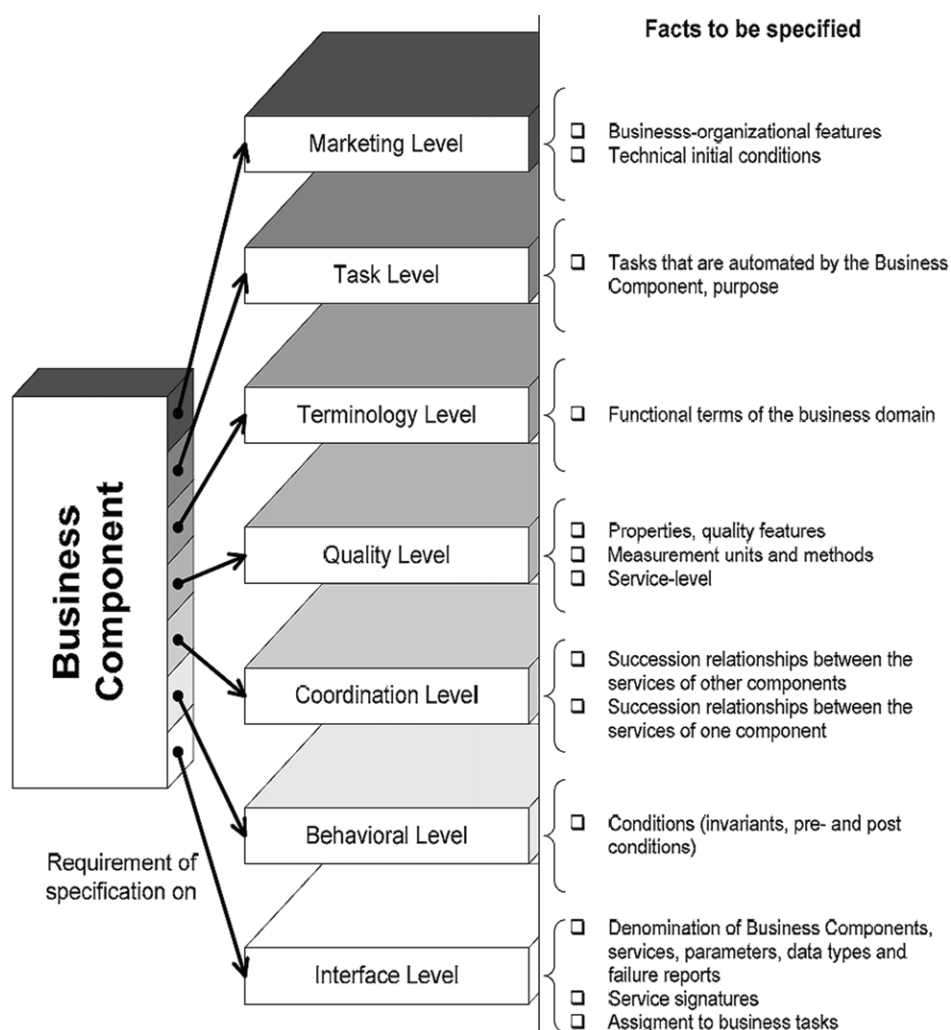 Facts to be specified
Marketing Level
Businesss-organizational features
Technical initial conditions
Task Level
Tasks that are automated by the Business
Component, purpose
Terminology Level
Functional terms of the business domain
Quality Level
Properties, quality features
Measurement units and methods
Service-level
Coordination Level
Succession relationships between the
services of other components
Succession relationships between the
services of one component
Behavioral Level
Conditions (invariants, pre- and post
conditions)
Interface Level
Denomination of Business Components,
services, parameters, data types and
failure reports
Service signatures
Assigment to business tasks
Business
Component
Requirement of
specification on